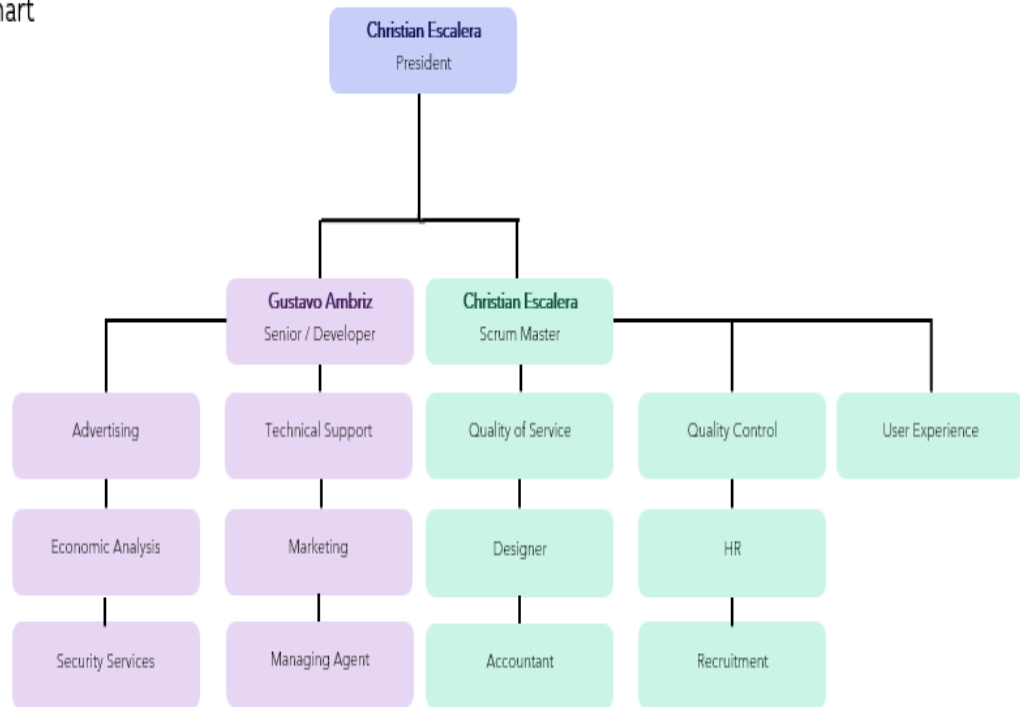 Christian Escalera
President
Gustavo Ambriz
Senior / Developer
Christian Escalera
Scrum Master
Advertising
Technical Support
Quality of Service
Quality Control
User Experience
Economic Analysis
Marketing
Designer
HR
Security Services
Managing Agent
Accountant
Recruitment